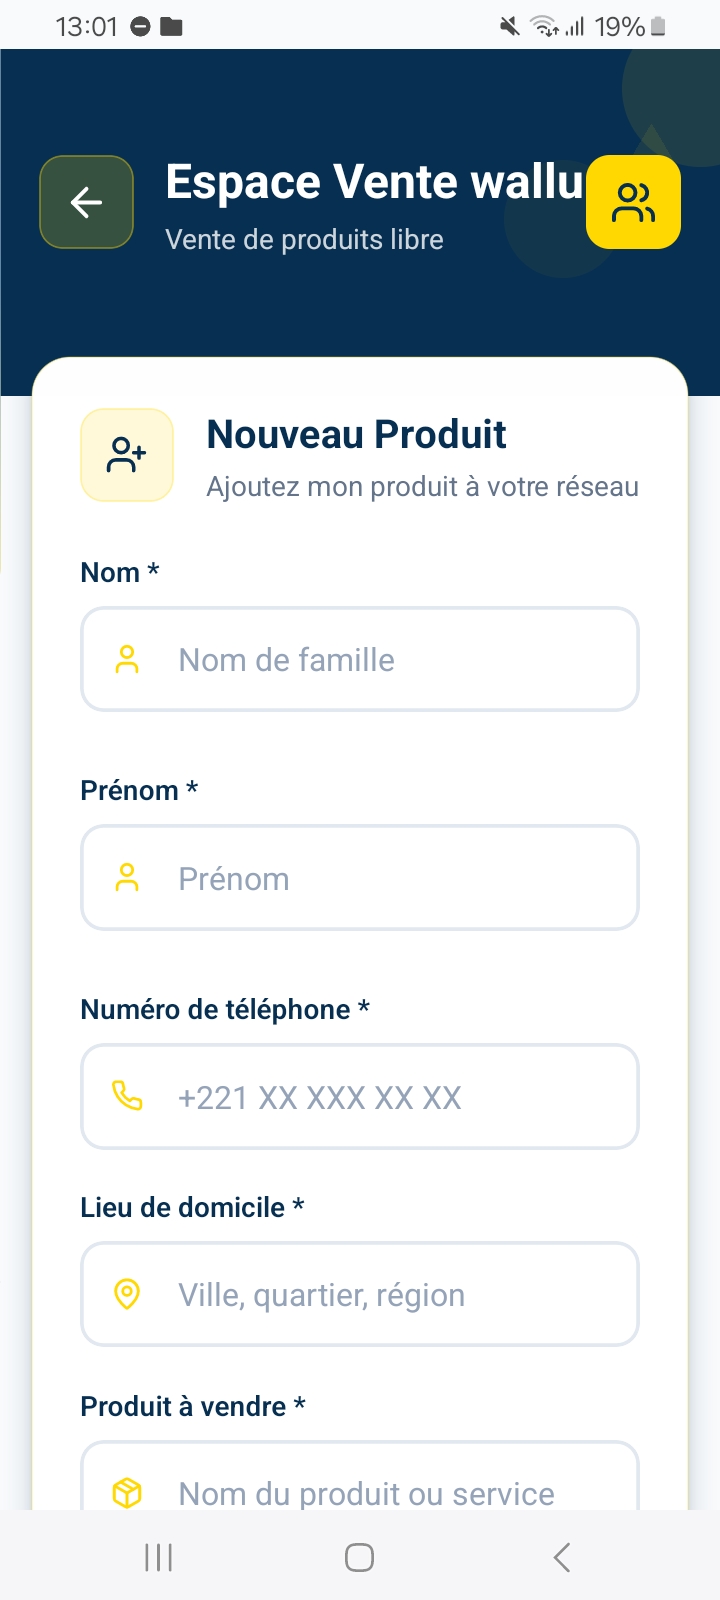 13:01
19%
Espace Vente wallu
Vente de produits libre
Nouveau Produit
Ajoutez mon produit à votre réseau
Nom *
Nom de famille
Prénom *
Prénom
Numéro de téléphone *
+221 XX XXX XX XX
Lieu de domicile *
Ville, quartier, région
Produit à vendre *
Nom du produit ou service